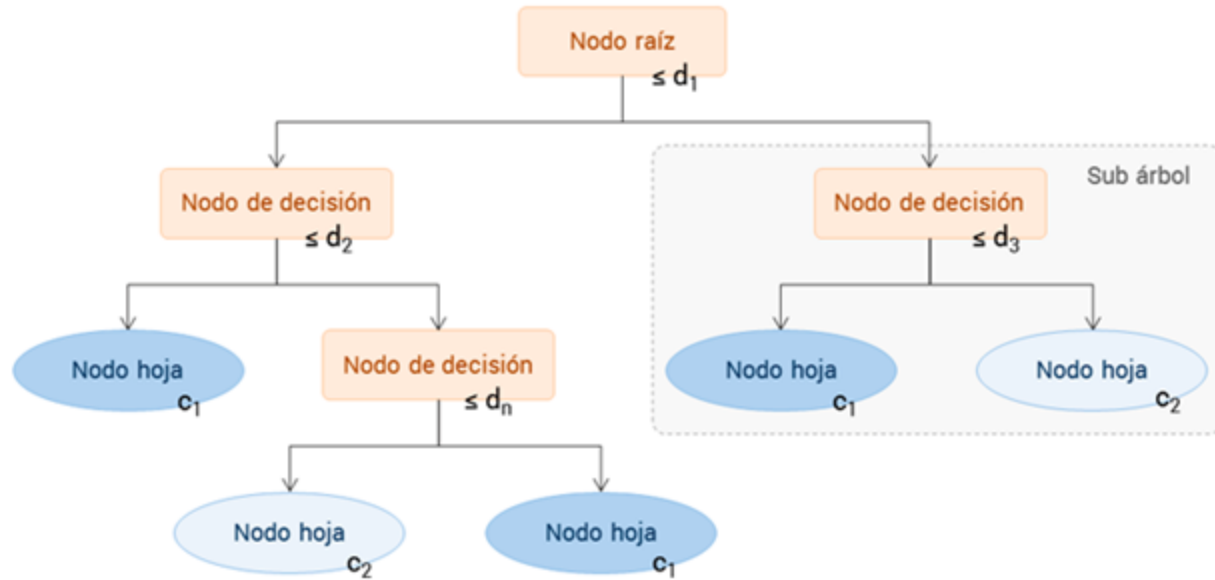 Nodo raíz
≤ d₁
Sub árbol
Nodo de decisión
≤ d₂
Nodo de decisión
≤ d₃
Nodo hoja
c₁
Nodo de decisión
≤ dₙ
Nodo hoja
c₁
Nodo hoja
c₂
Nodo hoja
c₂
Nodo hoja
c₁